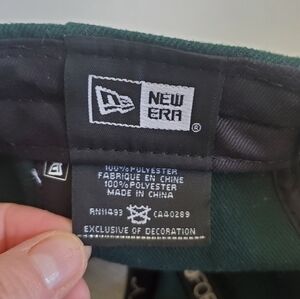 NEW
ERA
®
100% POLYESTER
FABRIQUE EN CHINE
100% POLYESTER
MADE IN CHINA
RN11493 CA40289
EXCLUSIVE OF DECORATION